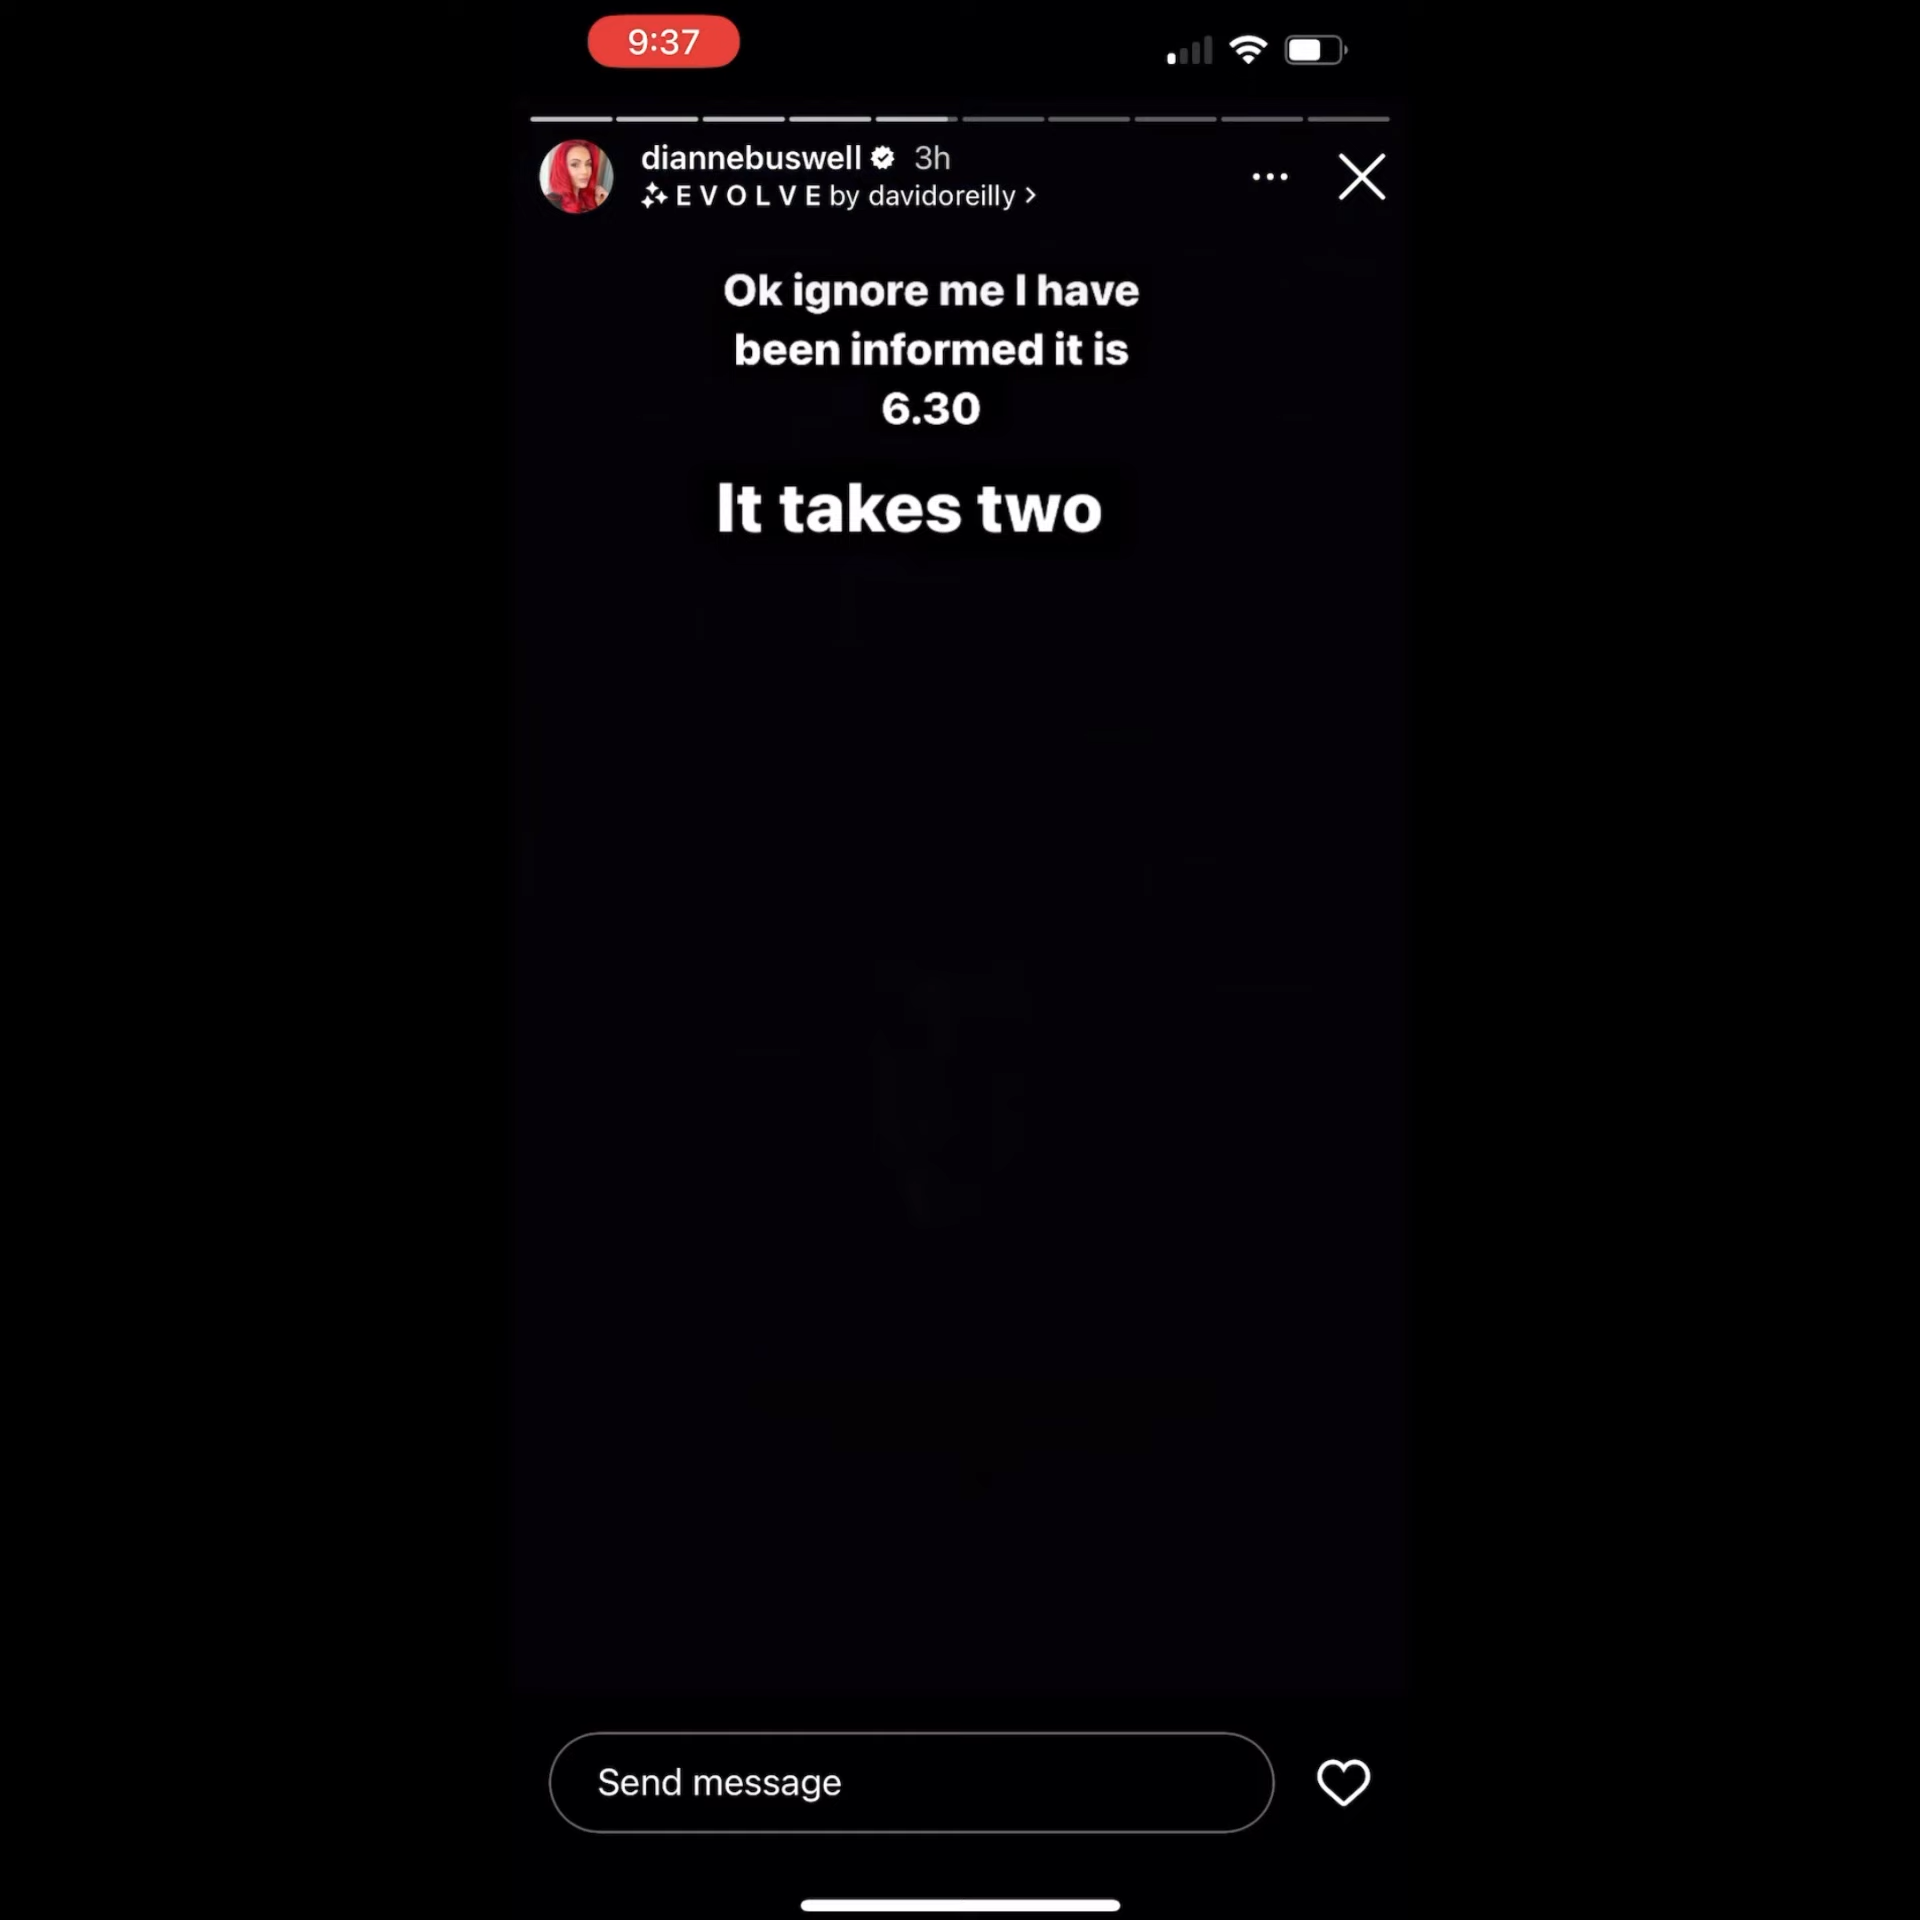 9:37
diannebuswell 3h
E V O L V E by davidoreilly >
Ok ignore me I have
been informed it is
6.30
It takes two
Send message